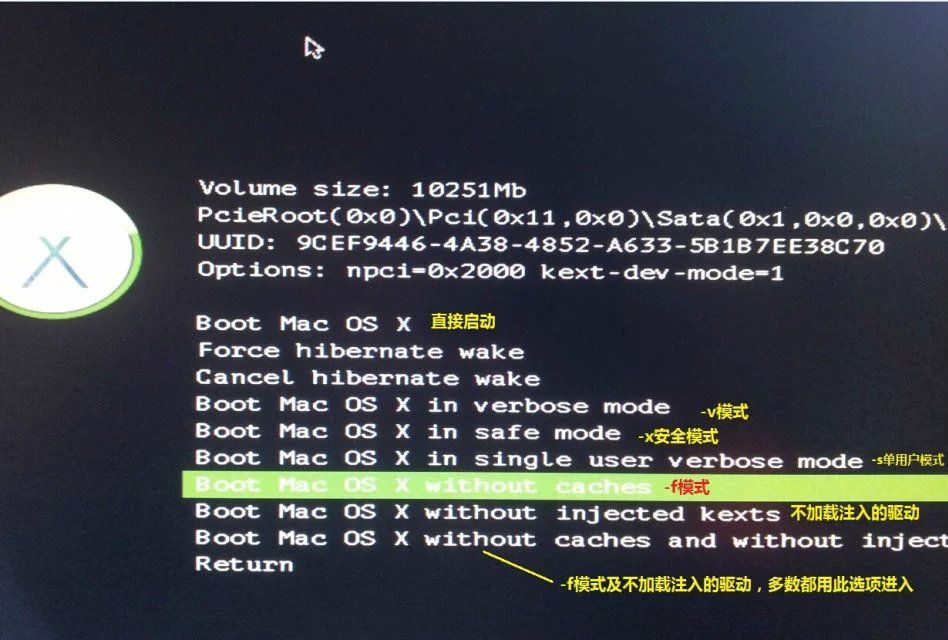 Volume size: 10251Mb
PcieRoot(0x0)\Pci(0x11,0x0)\Sata(0x1,0x0,0x0)\
UUID: 9CEF9446-4A38-4852-A633-5B1B7EE38C70
Options: npci=0x2000 kext-dev-mode=1
X
Boot Mac OS X 直接启动
Force hibernate wake
Cancel hibernate wake
Boot Mac OS X in verbose mode -v模式
Boot Mac OS X in safe mode -x安全模式
Boot Mac OS X in single user verbose mode -s单用户模式
Boot Mac OS X without caches -f模式
Boot Mac OS X without injected kexts 不加载注入的驱动
Boot Mac OS X without caches and without inject
Return
-f模式及不加载注入的驱动，多数都用此选项进入